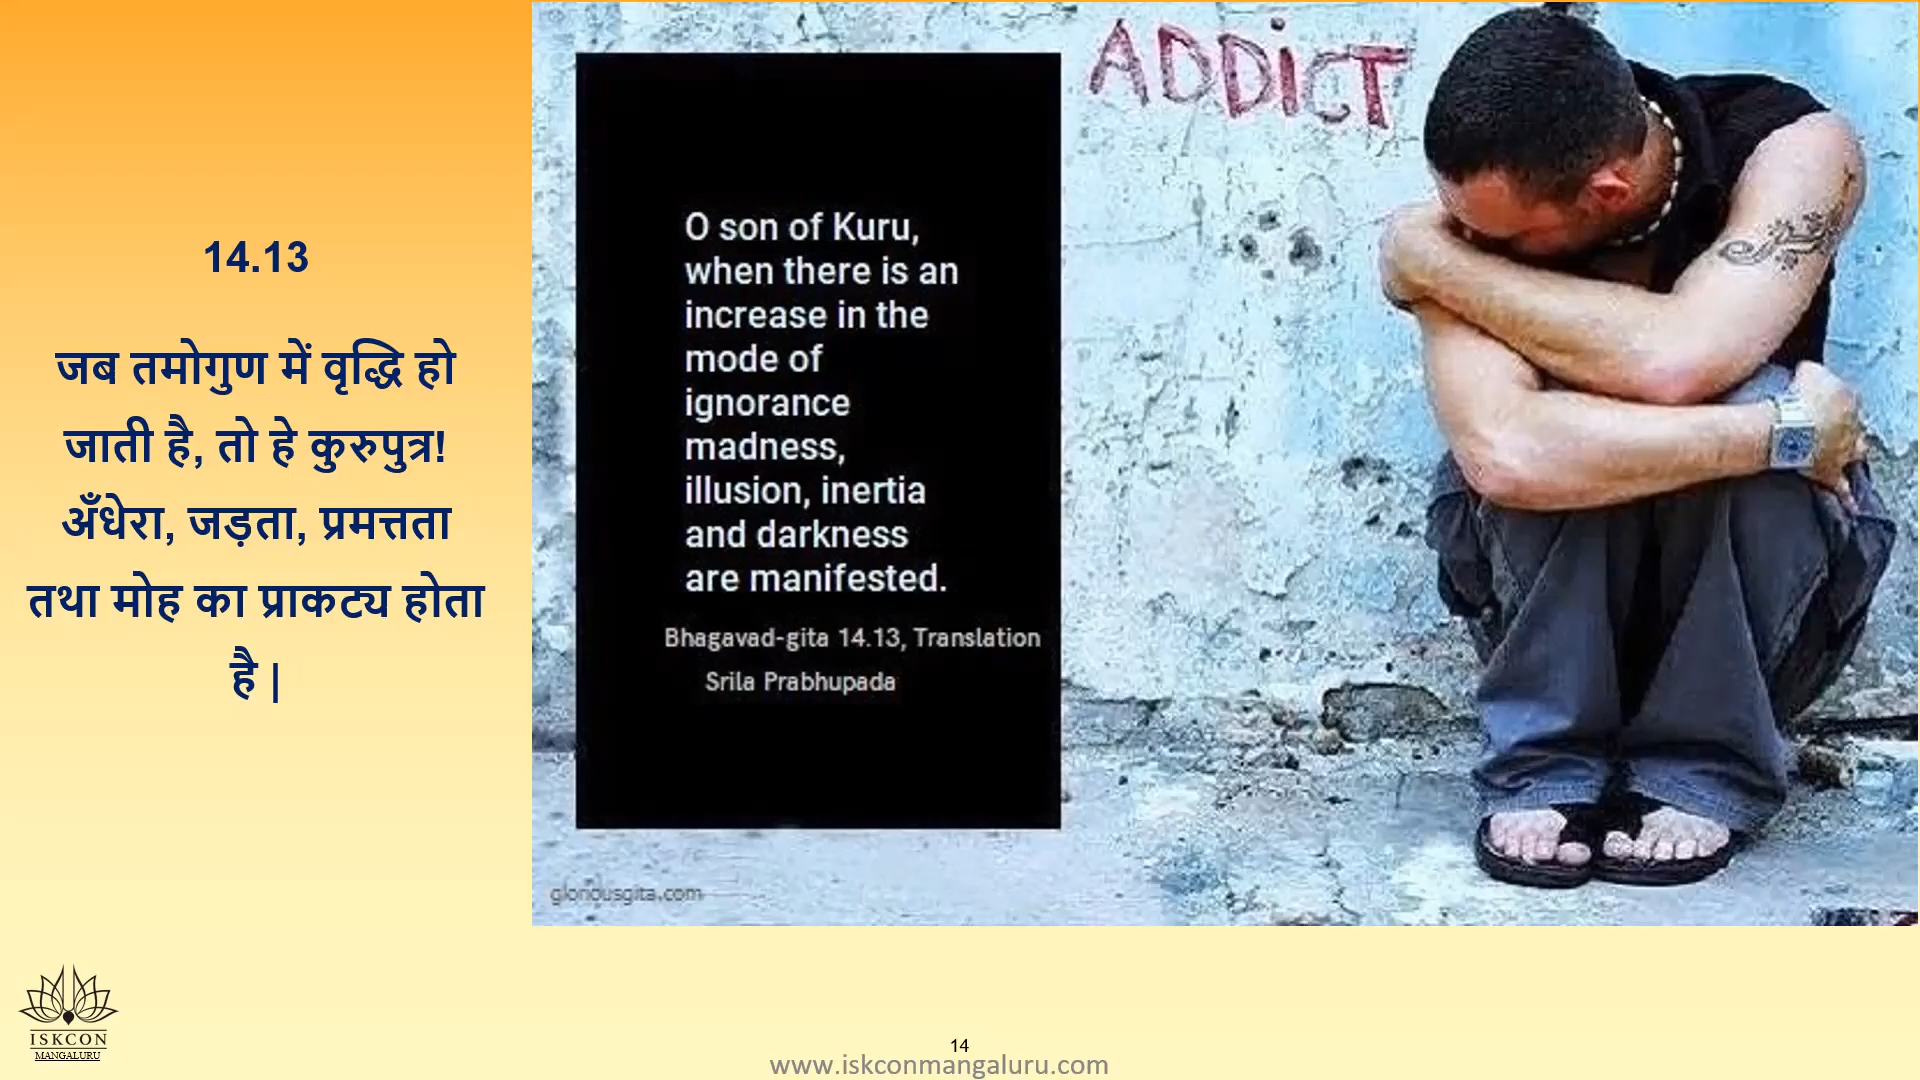 14.13
जब तमोगुण में वृद्धि हो
जाती है, तो हे कुरुपुत्र!
अँधेरा, जड़ता, प्रमत्तता
तथा मोह का प्राकट्य होता
है |
ADDiCT
O son of Kuru,
when there is an
increase in the
mode of
ignorance
madness,
illusion, inertia
and darkness
are manifested.
Bhagavad-gita 14.13, Translation
Srila Prabhupada
gloriousgita.com
ISKCON
MANGALURU
14
www.iskconmangaluru.com